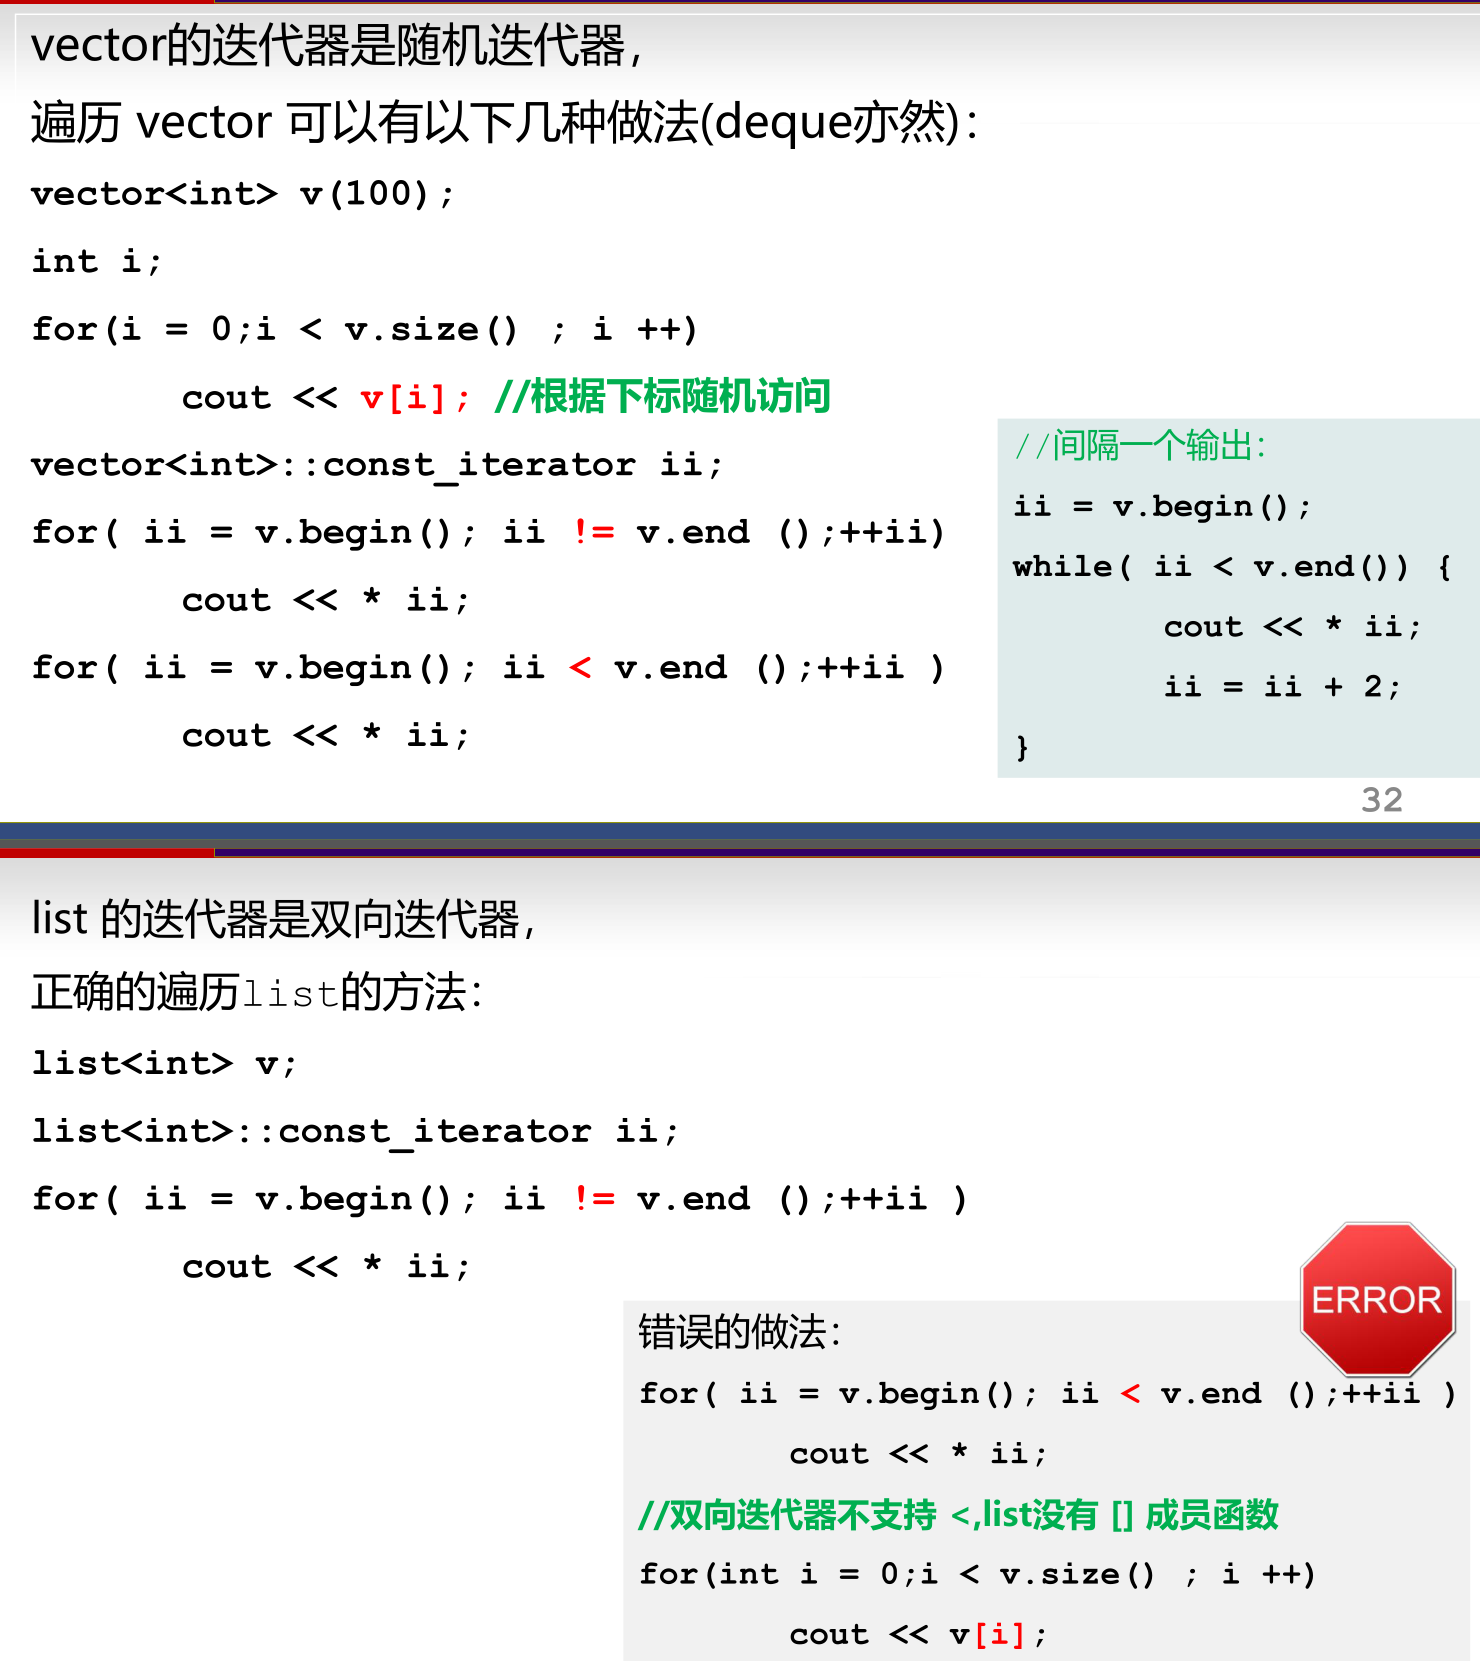 vector的迭代器是随机迭代器,
遍历 vector 可以有以下几种做法(deque亦然):
vector<int> v(100);
int i;
for(i = 0;i < v.size() ; i ++)
cout << v[i]; //根据下标随机访问
vector<int>::const_iterator ii;
for( ii = v.begin(); ii != v.end ();++ii)
cout << * ii;
for( ii = v.begin(); ii < v.end ();++ii )
cout << * ii;
//间隔一个输出:
ii = v.begin();
while( ii < v.end()) {
cout << * ii;
ii = ii + 2;
}
32
list 的迭代器是双向迭代器,
正确的遍历list的方法:
list<int> v;
list<int>::const_iterator ii;
for( ii = v.begin(); ii != v.end ();++ii )
cout << * ii;
ERROR
错误的做法:
for( ii = v.begin(); ii < v.end ();++ii )
cout << * ii;
//双向迭代器不支持 <,list没有 [] 成员函数
for(int i = 0;i < v.size() ; i ++)
cout << v[i];